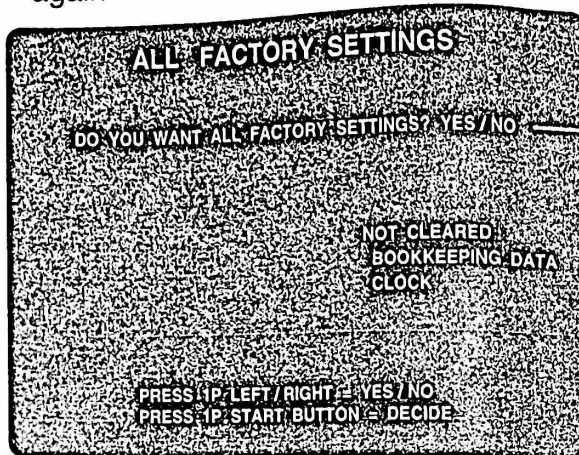 again
ALL FACTORY SETTINGS
DO YOU WANT ALL FACTORY SETTINGS? YES/NO
NOT CLEARED
BOOKKEEPING DATA
CLOCK
PRESS 1P LEFT/RIGHT = YES/NO
PRESS 1P START BUTTON = DECIDE